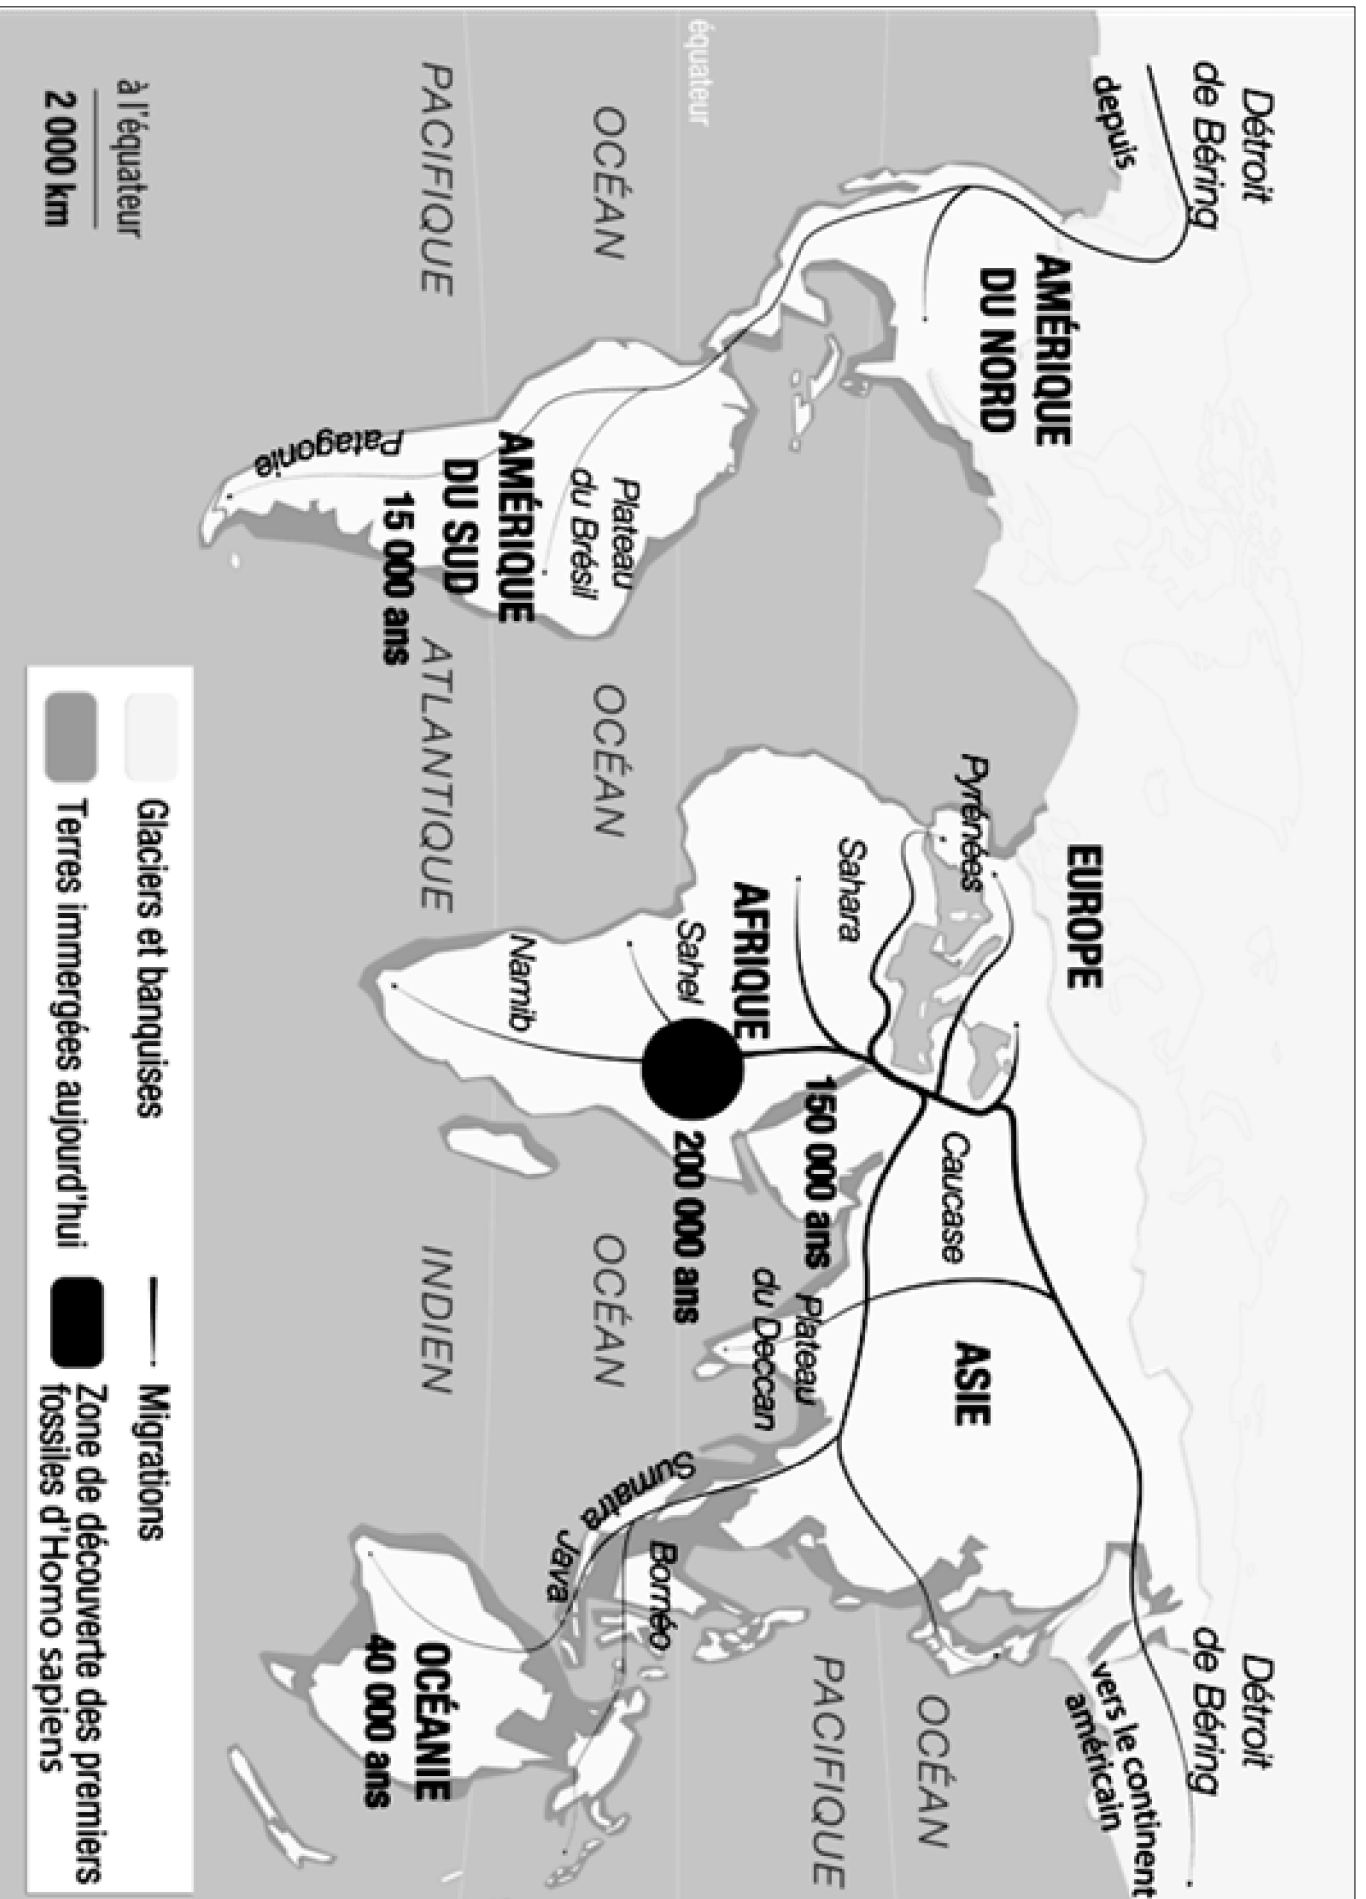 Détroit
de Béring
depuis
AMÉRIQUE
DU NORD
équateur
OCÉAN
PACIFIQUE
à l'équateur
2 000 km
Plateau
du Brésil
AMÉRIQUE
DU SUD
15 000 ans
Patagonie
OCÉAN
ATLANTIQUE
EUROPE
Pyrénées
Sahara
AFRIQUE
Sahel
Namib
150 000 ans
200 000 ans
Caucase
ASIE
Plateau
du Deccan
OCÉAN
INDIEN
Sumatra
Java
Bornéo
OCÉANIE
40 000 ans
OCÉAN
PACIFIQUE
Détroit
de Béring
vers le continent
américain
Glaciers et banquises
Terres immergées aujourd'hui
Migrations
Zone de découverte des premiers
fossiles d'Homo sapiens